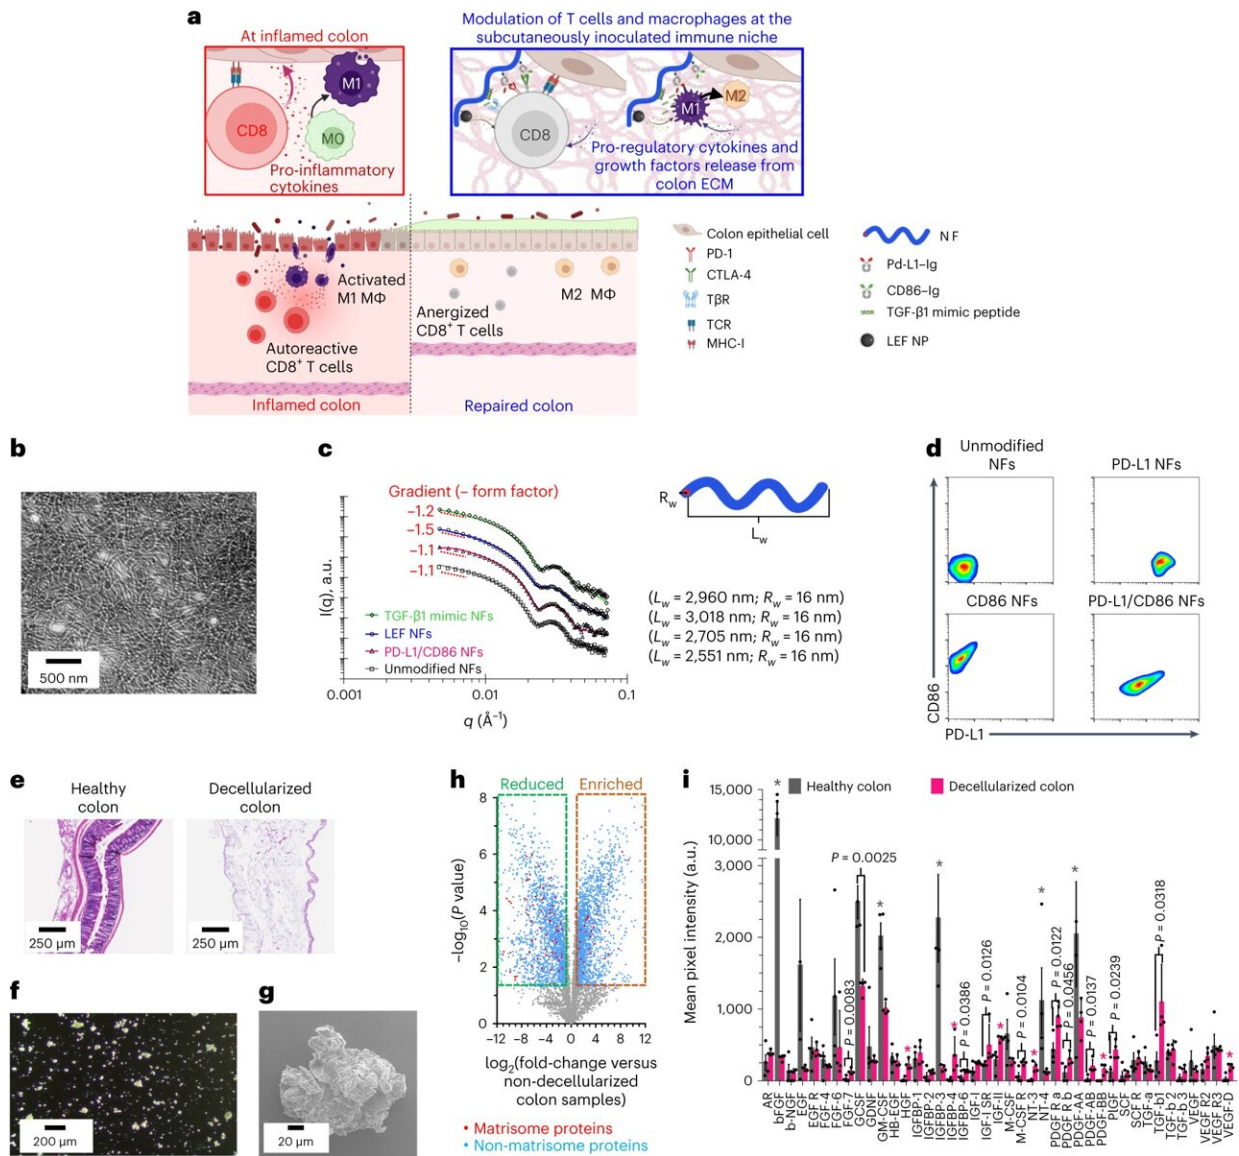 a
At inflamed colon
Modulation of T cells and macrophages at the
subcutaneously inoculated immune niche
M1
CD8
M0
Pro-inflammatory
cytokines
CD8
M1
M2
Pro-regulatory cytokines and
growth factors release from
colon ECM
Activated
M1 MΦ
Autoreactive
CD8+ T cells
Inflamed colon
Anergized
CD8+ T cells
M2 MΦ
Repaired colon
Colon epithelial cell
PD-1
CTLA-4
TβR
TCR
MHC-I
NF
Pd-L1–Ig
CD86–Ig
TGF-β1 mimic peptide
LEF NP
b
500 nm
c
Gradient (– form factor)
–1.2
–1.5
–1.1
–1.1
I(q), a.u.
TGF-β1 mimic NFs
LEF NFs
PD-L1/CD86 NFs
Unmodified NFs
0.001
0.01
0.1
q (Å−1)
Rw
Lw
(Lw = 2,960 nm; Rw = 16 nm)
(Lw = 3,018 nm; Rw = 16 nm)
(Lw = 2,705 nm; Rw = 16 nm)
(Lw = 2,551 nm; Rw = 16 nm)
d
Unmodified
NFs
PD-L1 NFs
CD86 NFs
PD-L1/CD86 NFs
CD86
PD-L1
e
Healthy
colon
Decellularized
colon
250 µm
250 µm
f
200 µm
g
20 µm
h
Reduced
Enriched
8
6
4
2
0
–log10(P value)
–12 –8 –4 0 4 8 12
log2(fold-change versus
non-decellularized
colon samples)
Matrisome proteins
Non-matrisome proteins
i
Healthy colon
Decellularized colon
Mean pixel intensity (a.u.)
15,000
10,000
3,000
2,000
1,000
0
*
P = 0.0083
P = 0.0025
*
*
*
P = 0.0386
*
P = 0.0126
*
P = 0.0104
*
*
P = 0.0122
P = 0.0456
*
P = 0.0137
*
P = 0.0239
P = 0.0318
*
AR
bFGF
b-NGF
EGF
EGFR
FGF-4
FGF-6
FGF-7
GCSF
GDNF
GM-CSF
HB-EGF
HGF
IGFBP-1
IGFBP-2
IGFBP-3
IGFBP-4
IGFBP-6
IGF-I
IGF-I SR
IGF-II
M-CSF
M-CSF R
NT-3
NT-4
PDGF R a
PDGF R b
PDGF-AA
PDGF-AB
PDGF-BB
PlGF
SCF
SCF R
TGF-a
TGF-b1
TGF-b 2
TGF-b 3
VEGF
VEGF R2
VEGF R3
VEGF-D